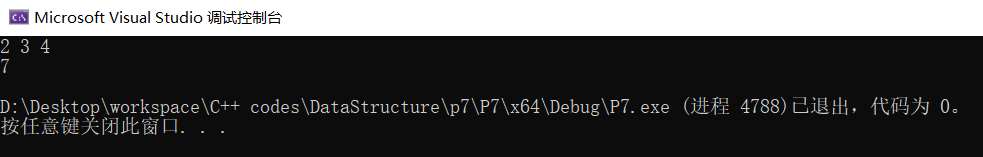 Microsoft Visual Studio 调试控制台
2 3 4
7
D:\Desktop\workspace\C++ codes\DataStructure\p7\P7\x64\Debug\P7.exe (进程 4788)已退出，代码为 0。
按任意键关闭此窗口. . .